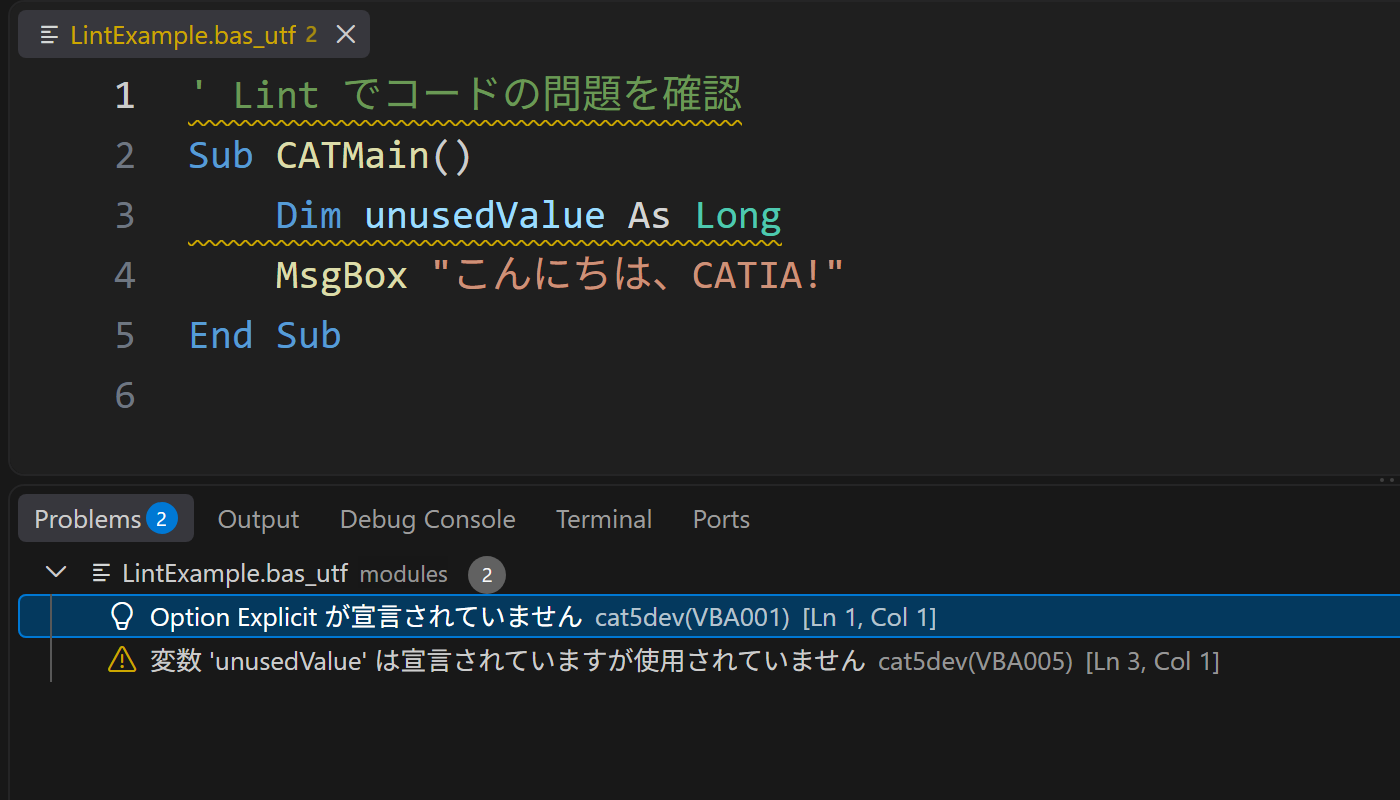 LintExample.bas_utf 2
1 ' Lint でコードの問題を確認
2 Sub CATMain()
3 Dim unusedValue As Long
4 MsgBox "こんにちは、CATIA!"
5 End Sub
6
Problems 2 Output Debug Console Terminal Ports
LintExample.bas_utf modules 2
Option Explicit が宣言されていません cat5dev(VBA001) [Ln 1, Col 1]
変数 'unusedValue' は宣言されていますが使用されていません cat5dev(VBA005) [Ln 3, Col 1]